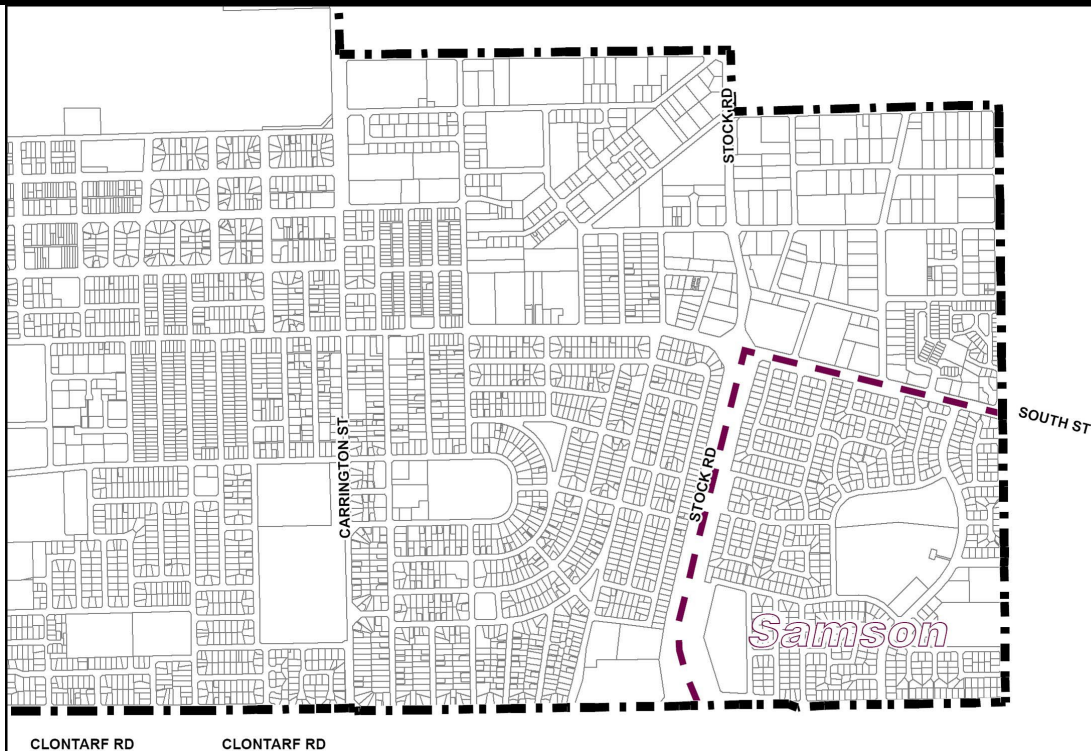 STOCK RD
SOUTH ST
CARRINGTON ST
STOCK RD
Samson
CLONTARF RD
CLONTARF RD